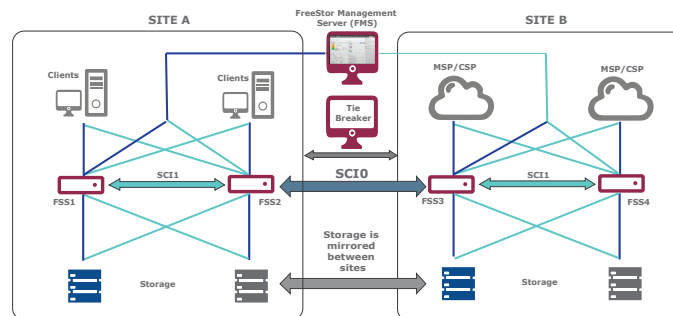 SITE A
FreeStor Management
Server (FMS)
SITE B
Clients
Clients
MSP/CSP
MSP/CSP
Tie
Breaker
SCI1
SCI0
SCI1
FSS1
FSS2
FSS3
FSS4
Storage is
mirrored
between
sites
Storage
Storage